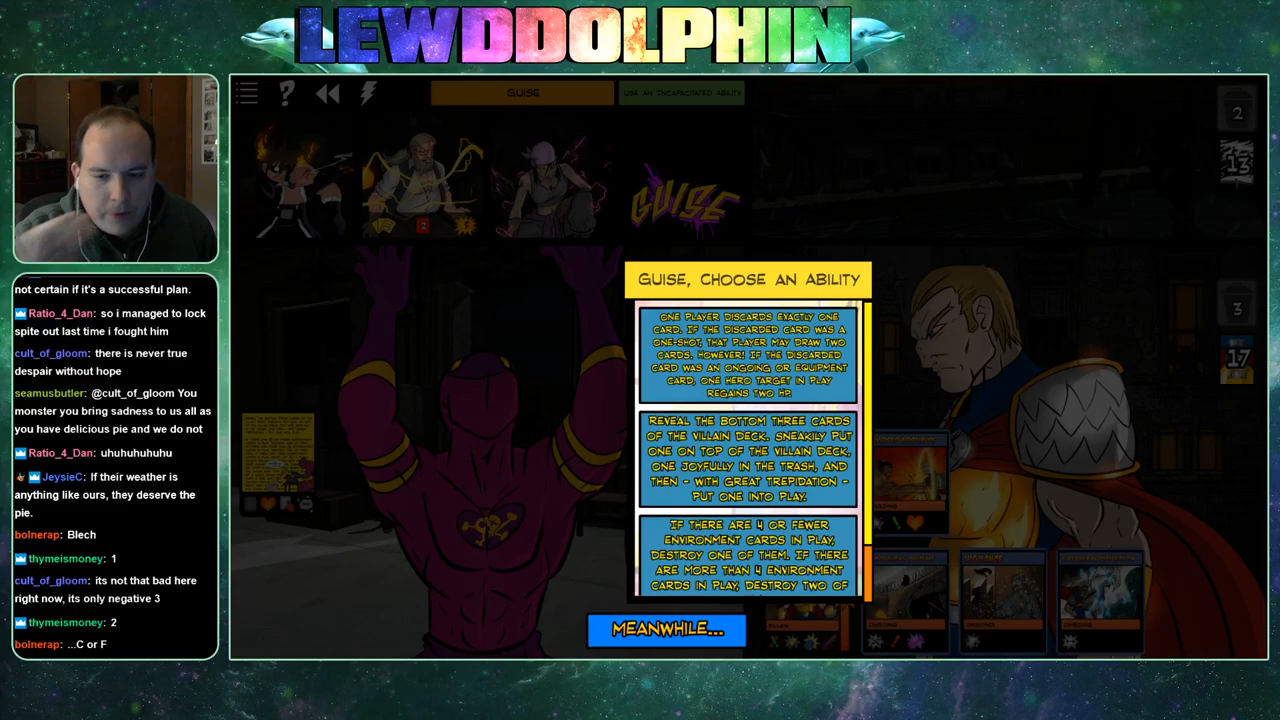 LEWDDOLPHIN
GUISE
USE AN INCAPACITATED ABILITY
2
13
GUISE
2
3
17
GUISE, CHOOSE AN ABILITY
ONE PLAYER DISCARDS EXACTLY ONE
CARD. IF THE DISCARDED CARD WAS A
ONE-SHOT, THAT PLAYER MAY DRAW TWO
CARDS. HOWEVER! IF THE DISCARDED
CARD WAS AN ONGOING OR EQUIPMENT
CARD, ONE HERO TARGET IN PLAY
REGAINS TWO HP.
REVEAL THE BOTTOM THREE CARDS
OF THE VILLAIN DECK. SNEAKILY PUT
ONE ON TOP OF THE VILLAIN DECK,
ONE JOYFULLY IN THE TRASH, AND
THEN - WITH GREAT TREPIDATION -
PUT ONE INTO PLAY.
IF THERE ARE 4 OR FEWER
ENVIRONMENT CARDS IN PLAY,
DESTROY ONE OF THEM. IF THERE
ARE MORE THAN 4 ENVIRONMENT
CARDS IN PLAY, DESTROY TWO OF
MEANWHILE...
not certain if it's a successful plan.
Ratio_4_Dan: so i managed to lock
spite out last time i fought him
cult_of_gloom: there is never true
despair without hope
seamusbutler: @cult_of_gloom You
monster you bring sadness to us all as
you have delicious pie and we do not
Ratio_4_Dan: uhuhuhuhuhu
JeysieC: If their weather is
anything like ours, they deserve the
pie.
bolnerap: Blech
thymeismoney: 1
cult_of_gloom: its not that bad here
right now, its only negative 3
thymeismoney: 2
bolnerap: ...C or F